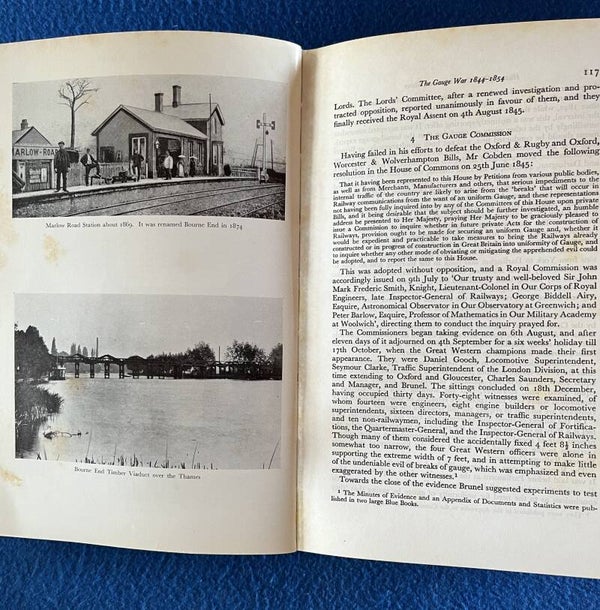 MARLOW-ROA
Marlow Road Station about 1869. It was renamed Bourne End in 1874
Bourne End Timber Viaduct over the Thames
The Gauge War 1844-1854
117
Lords. The Lords' Committee, after a renewed investigation and pro-
tracted opposition, reported unanimously in favour of them, and they
finally received the Royal Assent on 4th August 1845.
4 THE GAUGE COMMISSION
Having failed in his efforts to defeat the Oxford & Rugby and Oxford,
Worcester & Wolverhampton Bills, Mr Cobden moved the following
resolution in the House of Commons on 25th June 1845:
That it having been represented to this House by Petitions from various public bodies,
as well as from Merchant, Manufacturers and others, that serious impediments to the
internal traffic of the country are likely to arise from the 'breaks' that will occur in
railway communications from the want of an uniform Gauge, and these representations
not having been fully inquired into by any of the Committees of this House upon private
Bills, and it being desirable that the subject should be further investigated, an humble
address be presented to Her Majesty, praying Her Majesty to be graciously pleased to
issue a Commission to inquire whether in future private Acts for the construction of
Railways, provision ought to be made for securing an uniform Gauge and, whether it
would be expedient and practicable to take measures to bring the Railways already
constructed or in progress of construction in Great Britain into uniformity of Gauge, and
to inquire whether any other mode of obviating or mitigating the apprehended evil could
be adopted, and to report the same to this House.
This was adopted without opposition, and a Royal Commission was
accordingly issued on 9th July to 'Our trusty and well-beloved Sir John
Mark Frederic Smith, Knight, Lieutenant-Colonel in Our Corps of Royal
Engineers, late Inspector-General of Railways; George Biddell Airy,
Esquire, Astronomical Observator in Our Observatory at Greenwich; and
Peter Barlow, Esquire, Professor of Mathematics in Our Military Academy
at Woolwich', directing them to conduct the inquiry prayed for.
The Commissioners began taking evidence on 6th August, and after
eleven days of it adjourned on 4th September for a six weeks' holiday till
17th October, when the Great Western champions made their first
appearance. They were Daniel Gooch, Locomotive Superintendent,
Seymour Clarke, Traffic Superintendent of the London Division, at this
time extending to Oxford and Gloucester, Charles Saunders, Secretary
and Manager, and Brunel. The sittings concluded on 18th December,
having occupied thirty days. Forty-eight witnesses were examined, of
whom fourteen were engineers, eight engine builders or locomotive
superintendents, sixteen directors, managers, or traffic superintendents,
and ten non-railwaymen, including the Inspector-General of Fortifica-
tions, the Quartermaster-General, and the Inspector-General of Railways.
Though many of them considered the accidentally fixed 4 feet 8½ inches
somewhat too narrow, the four Great Western officers were alone in
supporting the extreme width of 7 feet, and in attempting to make little
of the undeniable evil of breaks of gauge, which was emphasized and even
exaggerated by the other witnesses.¹
Towards the close of the evidence Brunel suggested experiments to test
¹ The Minutes of Evidence and an Appendix of Documents and Statistics were pub-
lished in two large Blue Books.